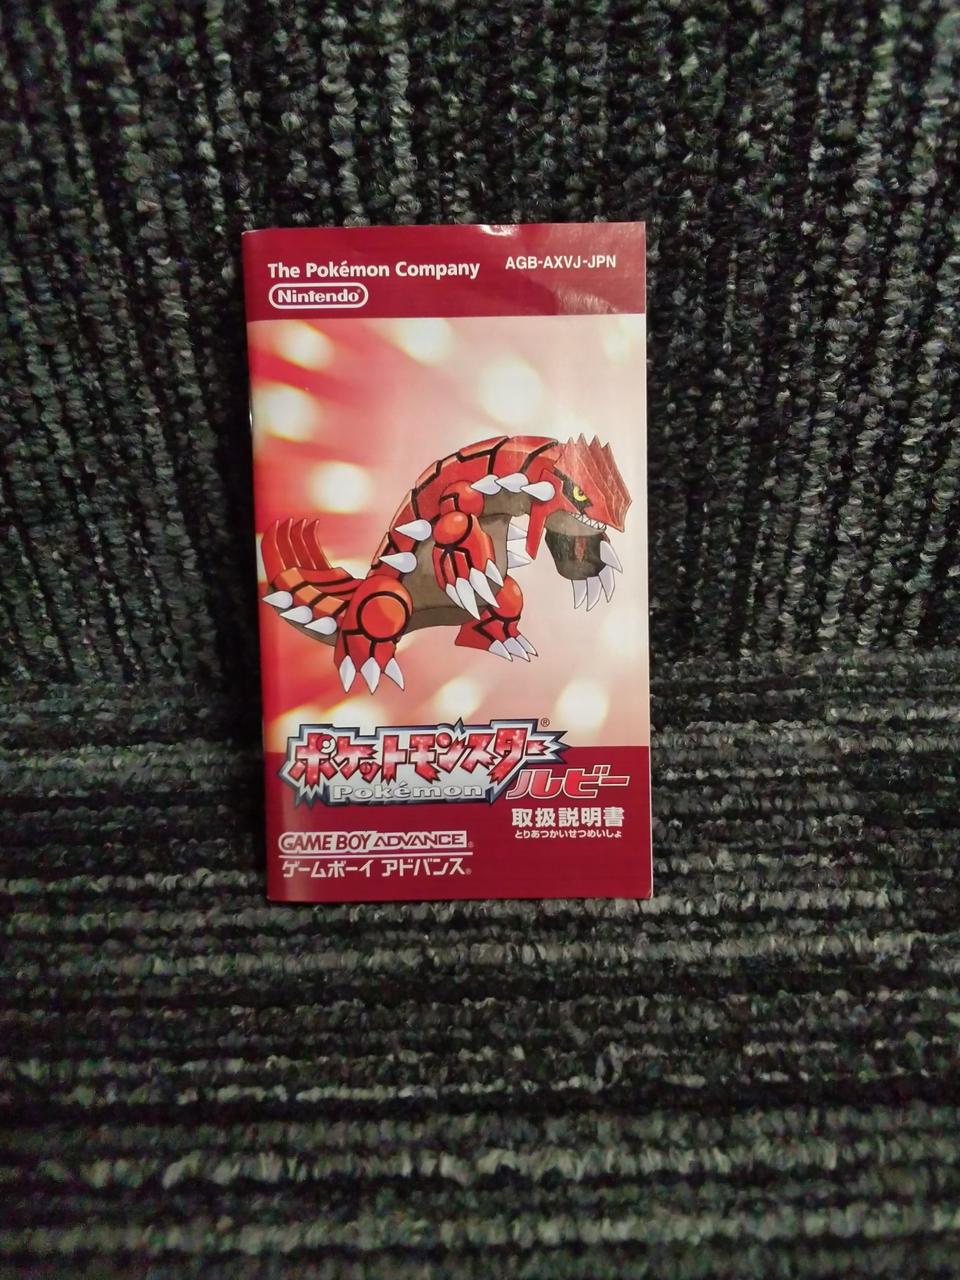 The Pokémon Company
AGB-AXVJ-JPN
Nintendo®
ポケットモンスター®
Pokémon
ルビー
取扱説明書
とりあつかいせつめいしょ
GAME BOY ADVANCE®
ゲームボーイ アドバンス®